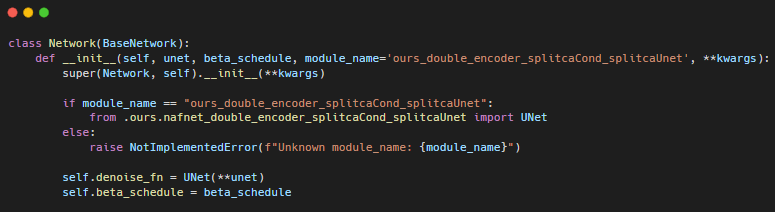 class Network(BaseNetwork):
    def __init__(self, unet, beta_schedule, module_name='ours_double_encoder_splitcaCond_splitcaUnet', **kwargs):
        super(Network, self).__init__(**kwargs)

        if module_name == "ours_double_encoder_splitcaCond_splitcaUnet":
            from .ours.nafnet_double_encoder_splitcaCond_splitcaUnet import UNet
        else:
            raise NotImplementedError(f"Unknown module_name: {module_name}")

        self.denoise_fn = UNet(**unet)
        self.beta_schedule = beta_schedule